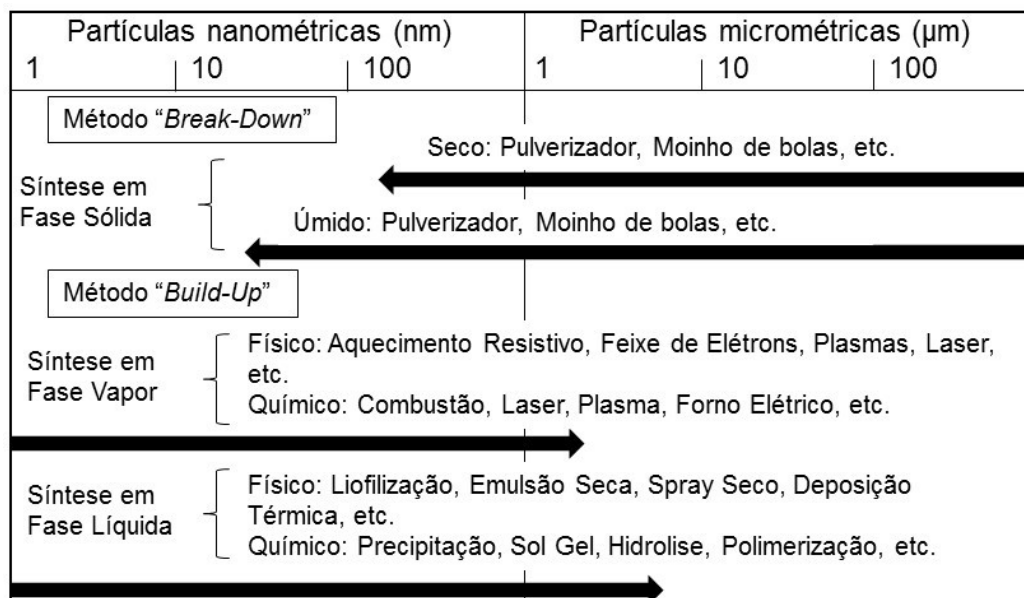 Partículas nanométricas (nm)
Partículas micrométricas (µm)
1 10 100 1 10 100
Método “Break-Down”
Seco: Pulverizador, Moinho de bolas, etc.
Síntese em
Fase Sólida
Úmido: Pulverizador, Moinho de bolas, etc.
Método “Build-Up”
Síntese em
Fase Vapor
Físico: Aquecimento Resistivo, Feixe de Elétrons, Plasmas, Laser,
etc.
Químico: Combustão, Laser, Plasma, Forno Elétrico, etc.
Síntese em
Fase Líquida
Físico: Liofilização, Emulsão Seca, Spray Seco, Deposição
Térmica, etc.
Químico: Precipitação, Sol Gel, Hidrolise, Polimerização, etc.